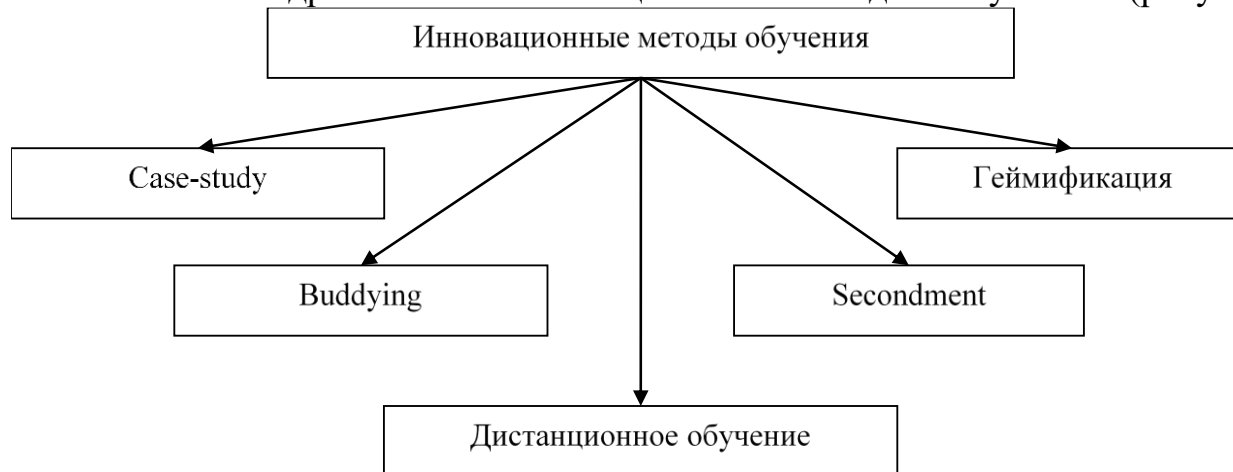 Инновационные методы обучения
Case-study
Геймификация
Buddying
Secondment
Дистанционное обучение